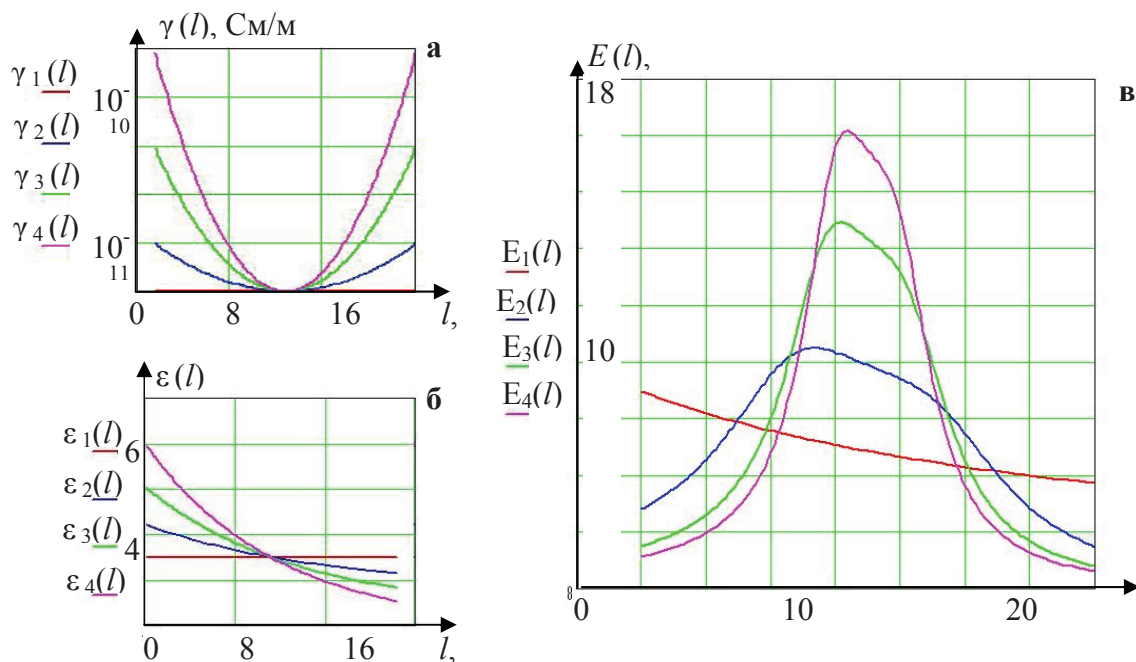 γ (l), См/м
а
γ 1 (l)
γ 2 (l)
γ 3 (l)
γ 4 (l)
10-
10
10-
11
0 8 16 l,
ε (l)
б
ε 1 (l)
ε 2 (l)
ε 3 (l)
ε 4 (l)
6
4
0 8 16 l,
E (l),
в
18
10
8
E1(l)
E2(l)
E3(l)
E4(l)
0 10 20